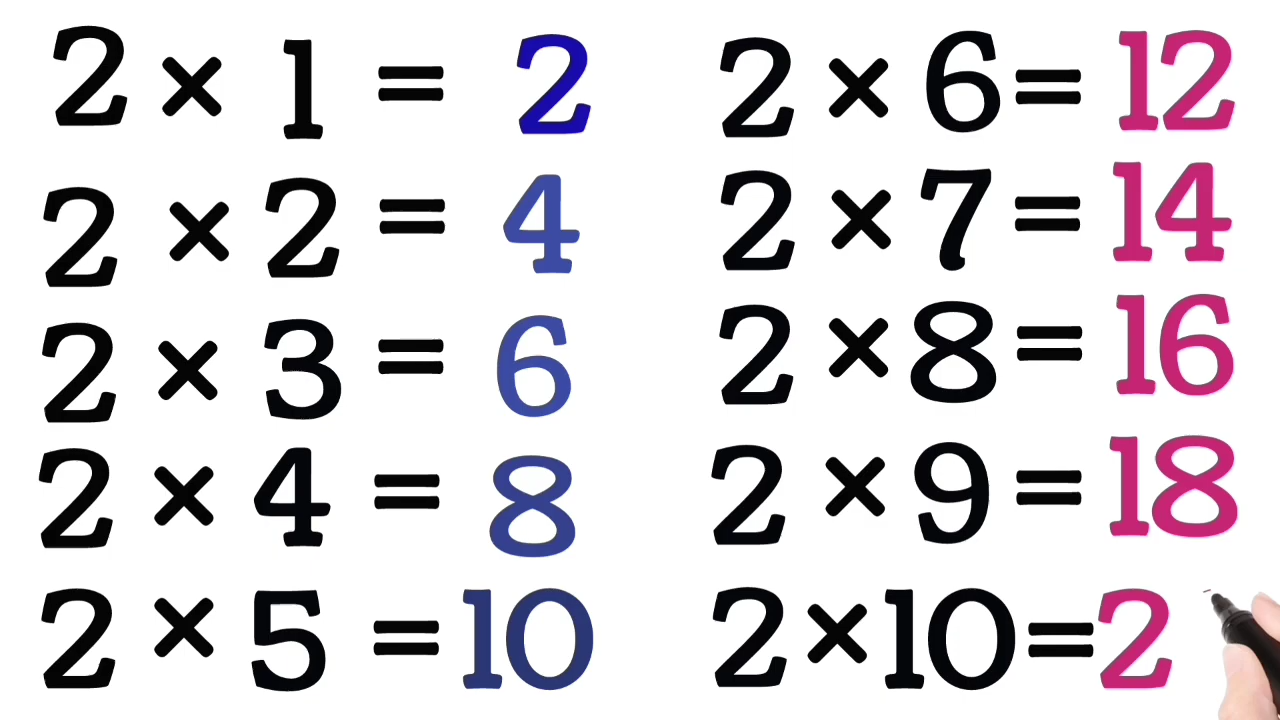 2 × 1 = 2
2 × 2 = 4
2 × 3 = 6
2 × 4 = 8
2 × 5 = 10
2 × 6 = 12
2 × 7 = 14
2 × 8 = 16
2 × 9 = 18
2 × 10 = 2